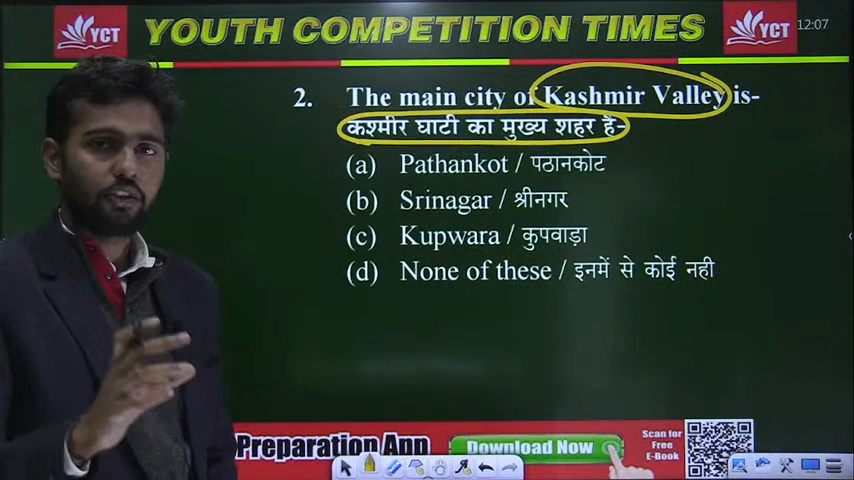 YCT
YOUTH COMPETITION TIMES
YCT
12:07
2. The main city of Kashmir Valley is-
कश्मीर घाटी का मुख्य शहर है-
(a) Pathankot / पठानकोट
(b) Srinagar / श्रीनगर
(c) Kupwara / कुपवाड़ा
(d) None of these / इनमें से कोई नही
Preparation App
Download Now
Scan for
Free
E-Book